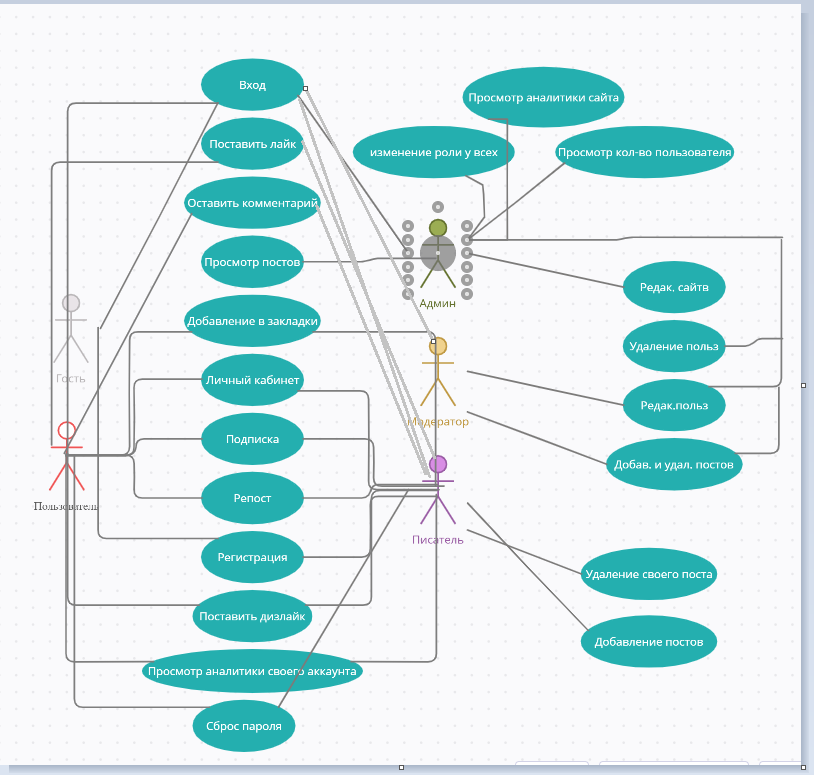 Вход
Поставить лайк
Оставить комментарий
Просмотр постов
Добавление в закладки
Личный кабинет
Подписка
Репост
Регистрация
Поставить дизлайк
Просмотр аналитики своего аккаунта
Сброс пароля
Гость
Пользователь
Просмотр аналитики сайта
изменение роли у всех
Просмотр кол-во пользователя
Админ
Мадератор
Писатель
Редак. сайтв
Удаление польз
Редак.польз
Добав. и удал. постов
Удаление своего поста
Добавление постов